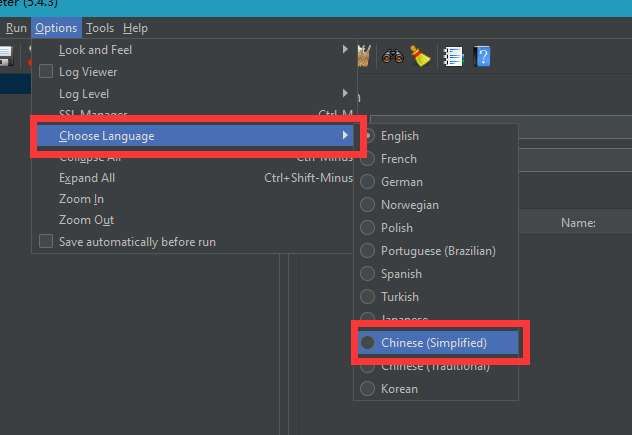 eter (5.4.3)
Run Options Tools Help
Look and Feel
Log Viewer
Log Level
SSL Manager Ctrl-M
Choose Language
Collapse All Ctrl-Minus
Expand All Ctrl+Shift-Minus
Zoom In
Zoom Out
Save automatically before run
English
French
German
Norwegian
Polish
Portuguese (Brazilian)
Spanish
Turkish
Japanese
Chinese (Simplified)
Chinese (Traditional)
Korean
Name: